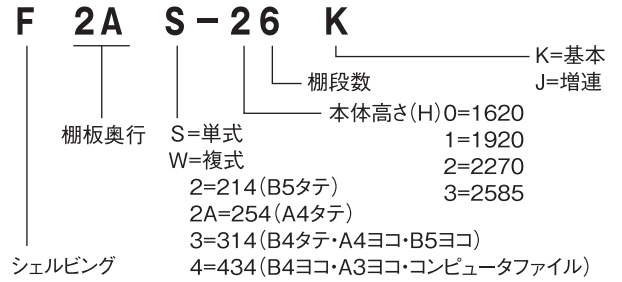 F 2A S-26 K
K=基本
J=増連
棚段数
本体高さ(H)0=1620
1=1920
2=2270
3=2585
棚板奥行
S=単式
W=複式
2=214(B5タテ)
2A=254(A4タテ)
3=314(B4タテ・A4ヨコ・B5ヨコ)
4=434(B4ヨコ・A3ヨコ・コンピュータファイル)
シェルビング